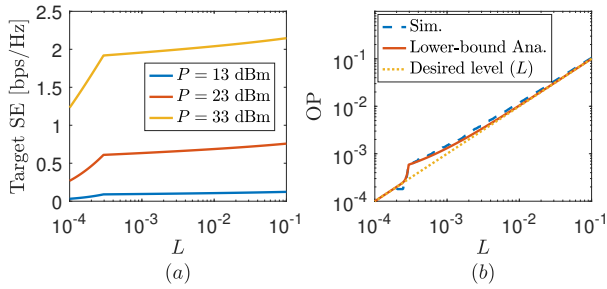 Target SE [bps/Hz]
2.5
2
1.5
1
0.5
0
P = 13 dBm
P = 23 dBm
P = 33 dBm
10^-4
10^-3
10^-2
10^-1
L
(a)
OP
10^-1
10^-2
10^-3
10^-4
Sim.
Lower-bound Ana.
Desired level (L)
10^-4
10^-3
10^-2
10^-1
L
(b)